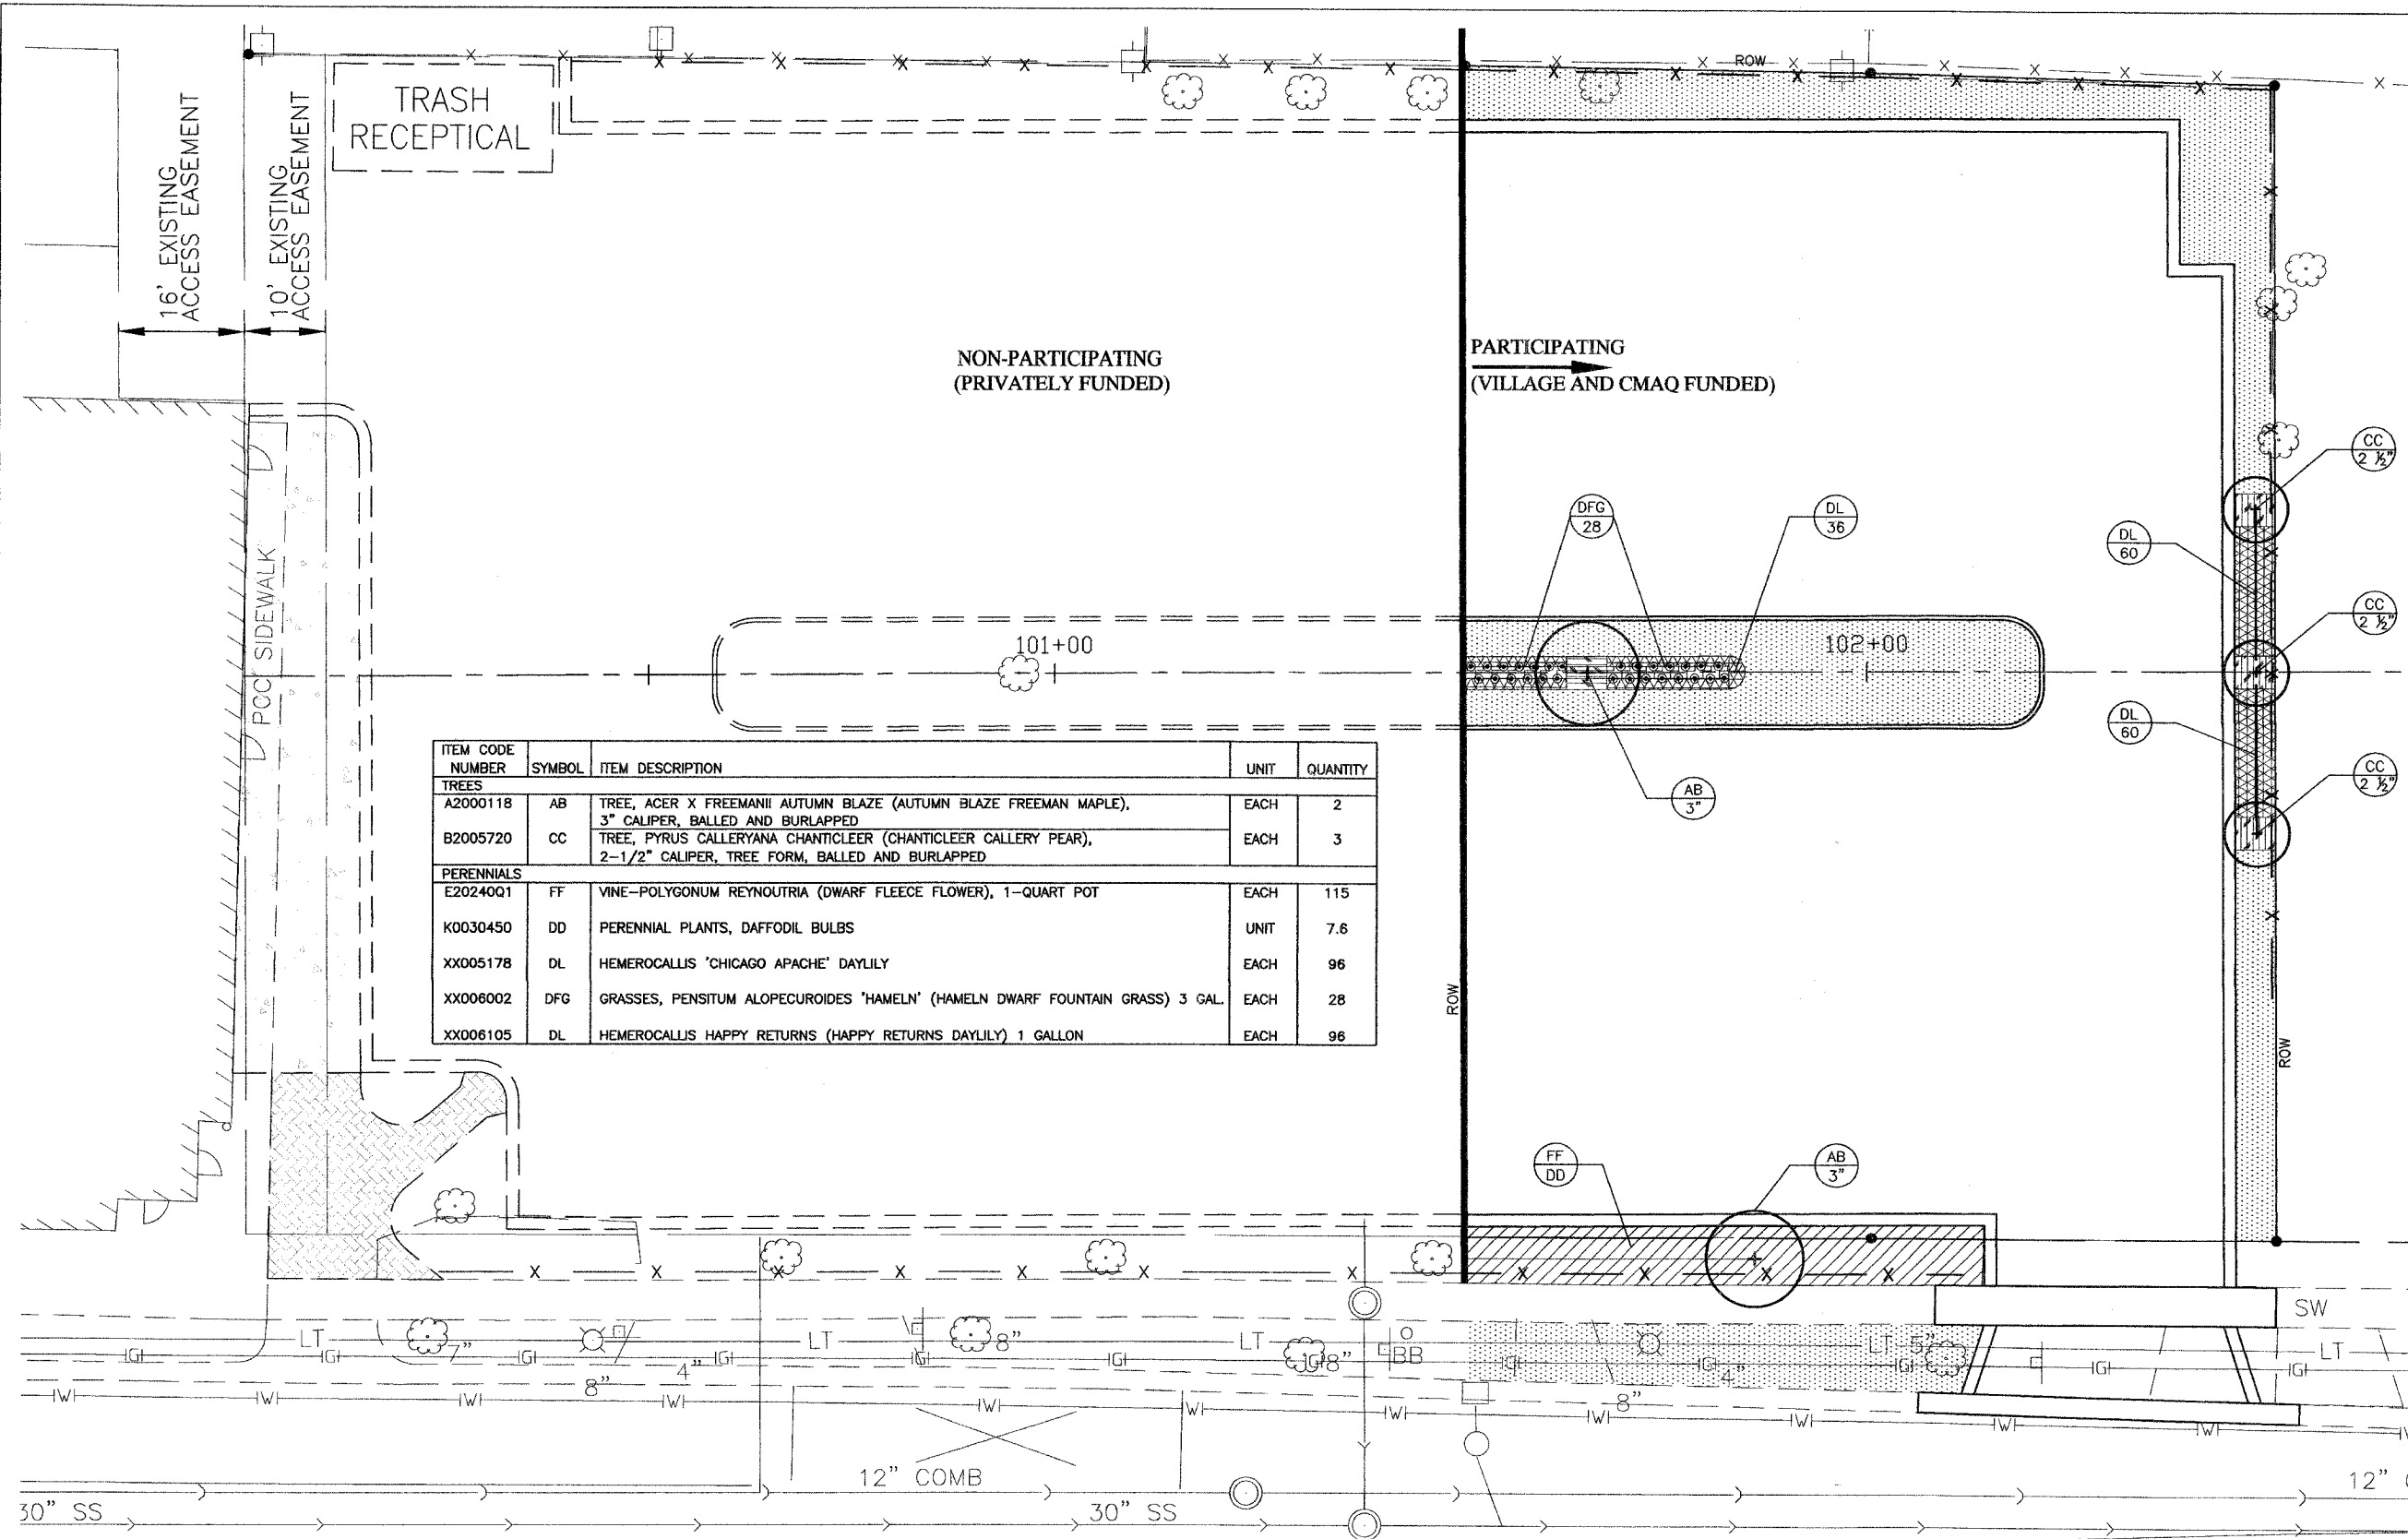 TRASH
RECEPTICAL
16' EXISTING
ACCESS EASEMENT
10' EXISTING
ACCESS EASEMENT
ROW
NON-PARTICIPATING
(PRIVATELY FUNDED)
PARTICIPATING
(VILLAGE AND CMAQ FUNDED)
CC
2 ½"
DFG
28
DL
36
DL
60
CC
2 ½"
POCC SIDEWALK
101+00
102+00
DL
60
CC
2 ½"
AB
3"
ITEM CODE NUMBER SYMBOL ITEM DESCRIPTION UNIT QUANTITY
TREES
A2000118 AB TREE, ACER X FREEMANII AUTUMN BLAZE (AUTUMN BLAZE FREEMAN MAPLE), EACH 2
3" CALIPER, BALLED AND BURLAPPED
B2005720 CC TREE, PYRUS CALLERYANA CHANTICLEER (CHANTICLEER CALLERY PEAR), EACH 3
2-1/2" CALIPER, TREE FORM, BALLED AND BURLAPPED
PERENNIALS
E20240Q1 FF VINE-POLYGONUM REYNOUTRIA (DWARF FLEECE FLOWER), 1-QUART POT EACH 115
K0030450 DD PERENNIAL PLANTS, DAFFODIL BULBS UNIT 7.6
XX005178 DL HEMEROCALLIS 'CHICAGO APACHE' DAYLILY EACH 96
XX006002 DFG GRASSES, PENSITUM ALOPECUROIDES 'HAMELN' (HAMELN DWARF FOUNTAIN GRASS) 3 GAL. EACH 28
XX006105 DL HEMEROCALLIS HAPPY RETURNS (HAPPY RETURNS DAYLILY) 1 GALLON EACH 96
ROW
ROW
FF
DD
AB
3"
SW
LT 7" LT 8" LT 8" BB LT 5" LT
G G G 4" G G G G 4" G G G
W W W 8" W W W W W 8" W W W
12" COMB
12"
30" SS
30" SS